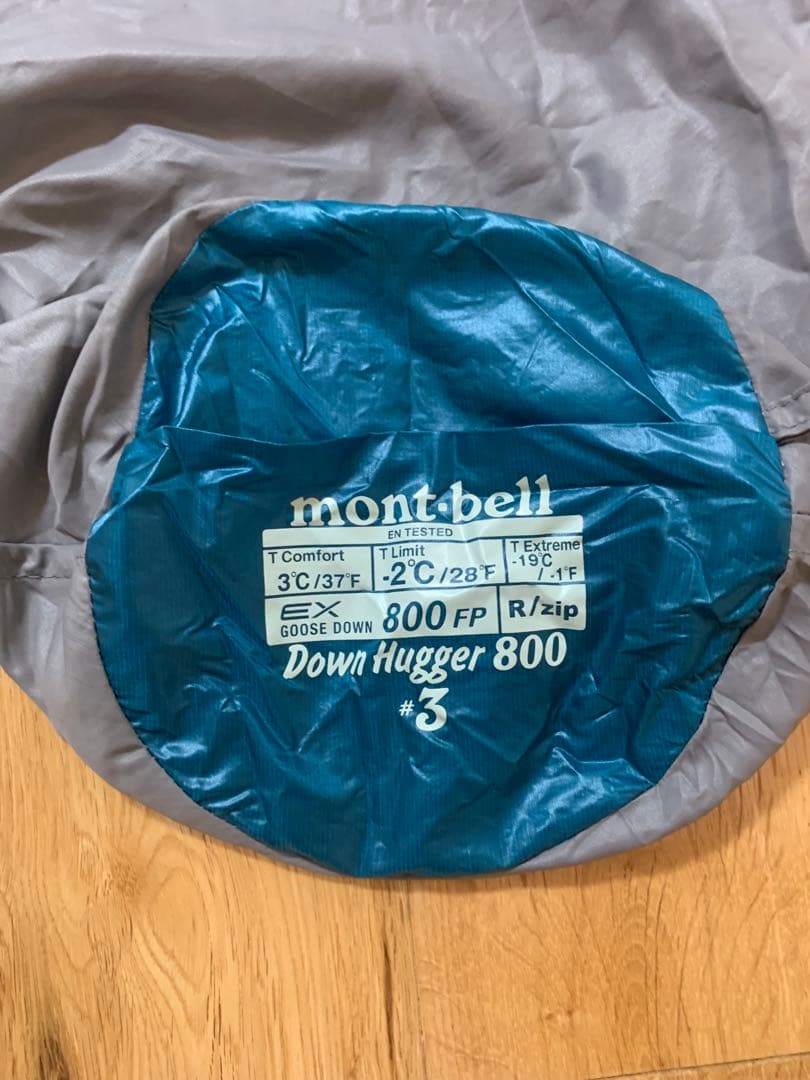 mont·bell
EN TESTED
T Comfort T Limit T Extreme
3℃/37°F -2℃/28°F -19℃/-1°F
EX GOOSE DOWN 800 FP R/zip
Down Hugger 800
#3